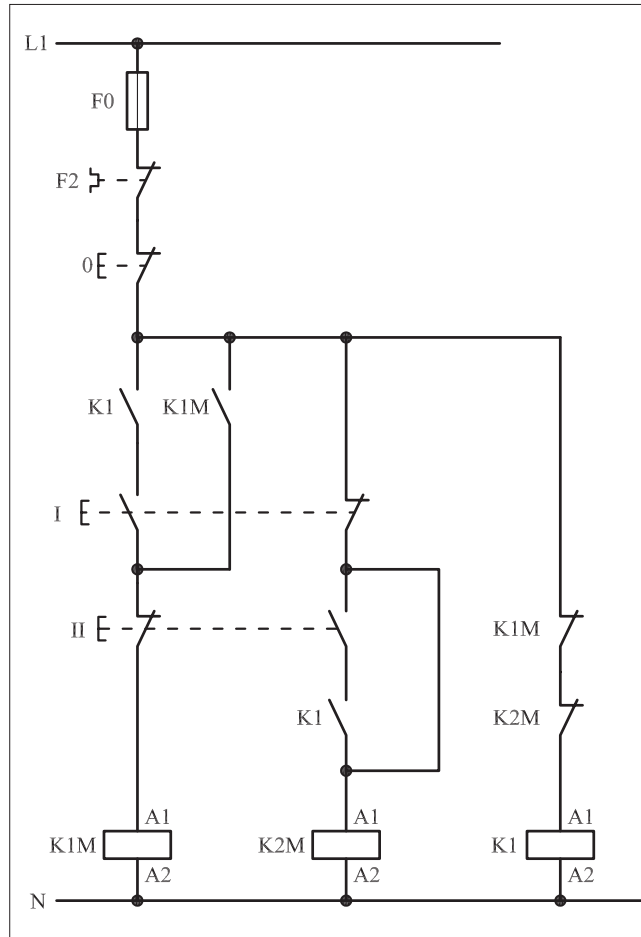 L1
F0
F2
0
K1 K1M
I
II K1M
K1 K2M
A1 A1 A1
K1M K2M K1
A2 A2 A2
N